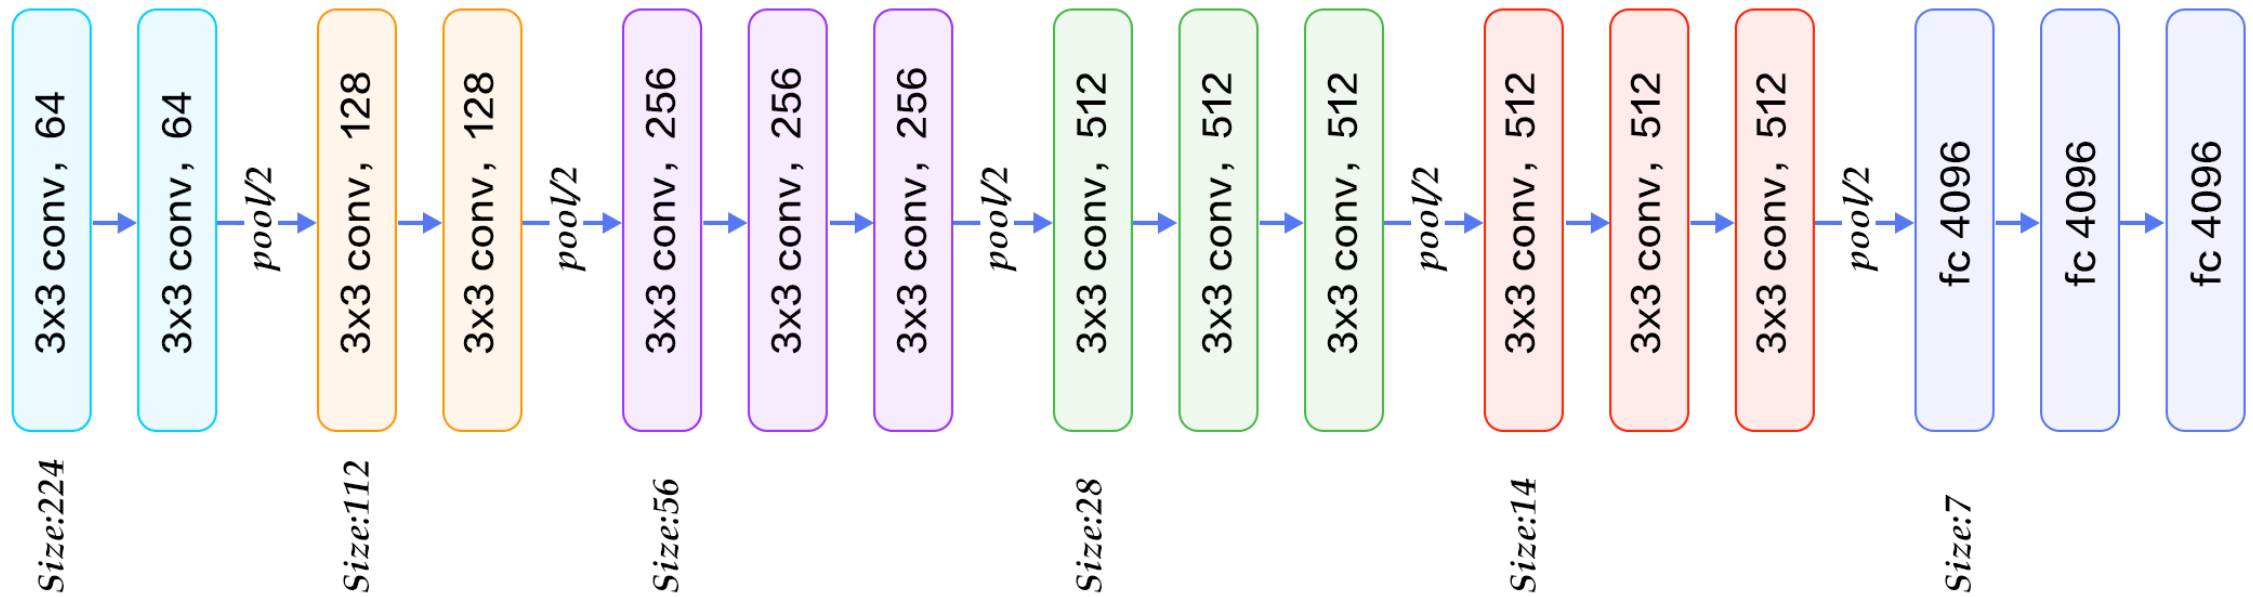 3x3 conv, 64
3x3 conv, 64
pool/2
3x3 conv, 128
3x3 conv, 128
pool/2
3x3 conv, 256
3x3 conv, 256
3x3 conv, 256
pool/2
3x3 conv, 512
3x3 conv, 512
3x3 conv, 512
pool/2
3x3 conv, 512
3x3 conv, 512
3x3 conv, 512
pool/2
fc 4096
fc 4096
fc 4096
Size:224
Size:112
Size:56
Size:28
Size:14
Size:7